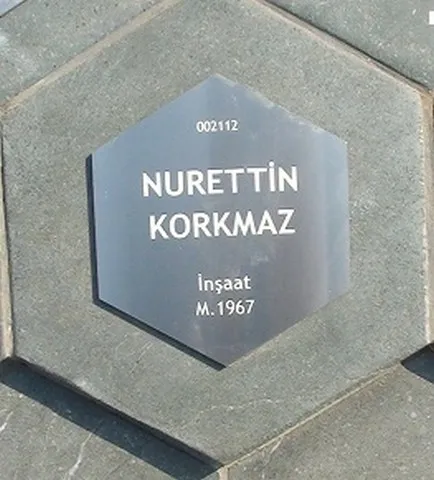 002112
NURETTİN
KORKMAZ
İnşaat
M.1967